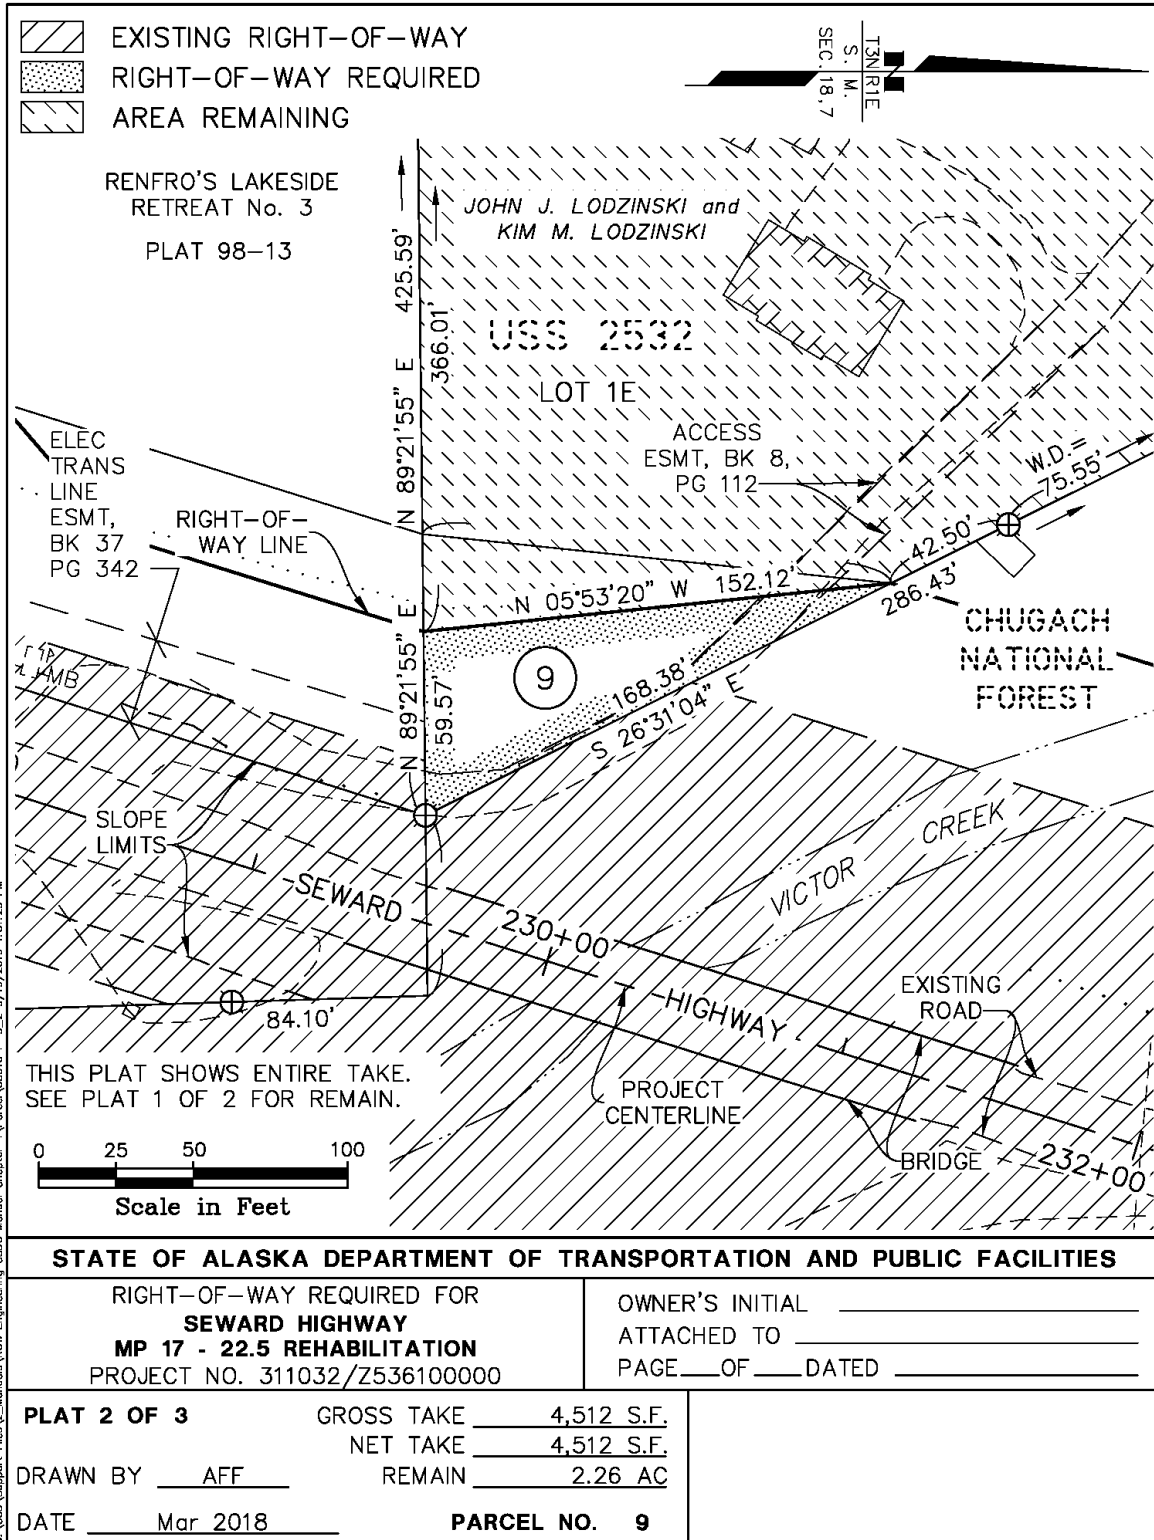 EXISTING RIGHT-OF-WAY
RIGHT-OF-WAY REQUIRED
AREA REMAINING
T3N R1E
S. M.
SEC. 18,7
N
RENFRO'S LAKESIDE
RETREAT No. 3
PLAT 98-13
JOHN J. LODZINSKI and
KIM M. LODZINSKI
N 89°21'55" E 425.59'
366.01'
USS 2532
LOT 1E
ACCESS
ESMT, BK 8,
PG 112
W.D.=
75.55'
ELEC
TRANS
LINE
ESMT,
BK 37
PG 342
RIGHT-OF-
WAY LINE
42.50'
286.43'
N 05°53'20" W 152.12'
CHUGACH
NATIONAL
FOREST
N 89°21'55" E
59.57'
9
168.38'
S 26°31'04" E
SLOPE
LIMITS
VICTOR CREEK
SEWARD
230+00
HIGHWAY
EXISTING
ROAD
84.10'
PROJECT
CENTERLINE
BRIDGE
232+00
THIS PLAT SHOWS ENTIRE TAKE.
SEE PLAT 1 OF 2 FOR REMAIN.
0 25 50 100
Scale in Feet
STATE OF ALASKA DEPARTMENT OF TRANSPORTATION AND PUBLIC FACILITIES
RIGHT-OF-WAY REQUIRED FOR
SEWARD HIGHWAY
MP 17 - 22.5 REHABILITATION
PROJECT NO. 311032/Z536100000
OWNER'S INITIAL
ATTACHED TO
PAGE OF DATED
PLAT 2 OF 3
GROSS TAKE 4,512 S.F.
NET TAKE 4,512 S.F.
DRAWN BY AFF
REMAIN 2.26 AC
DATE Mar 2018
PARCEL NO. 9